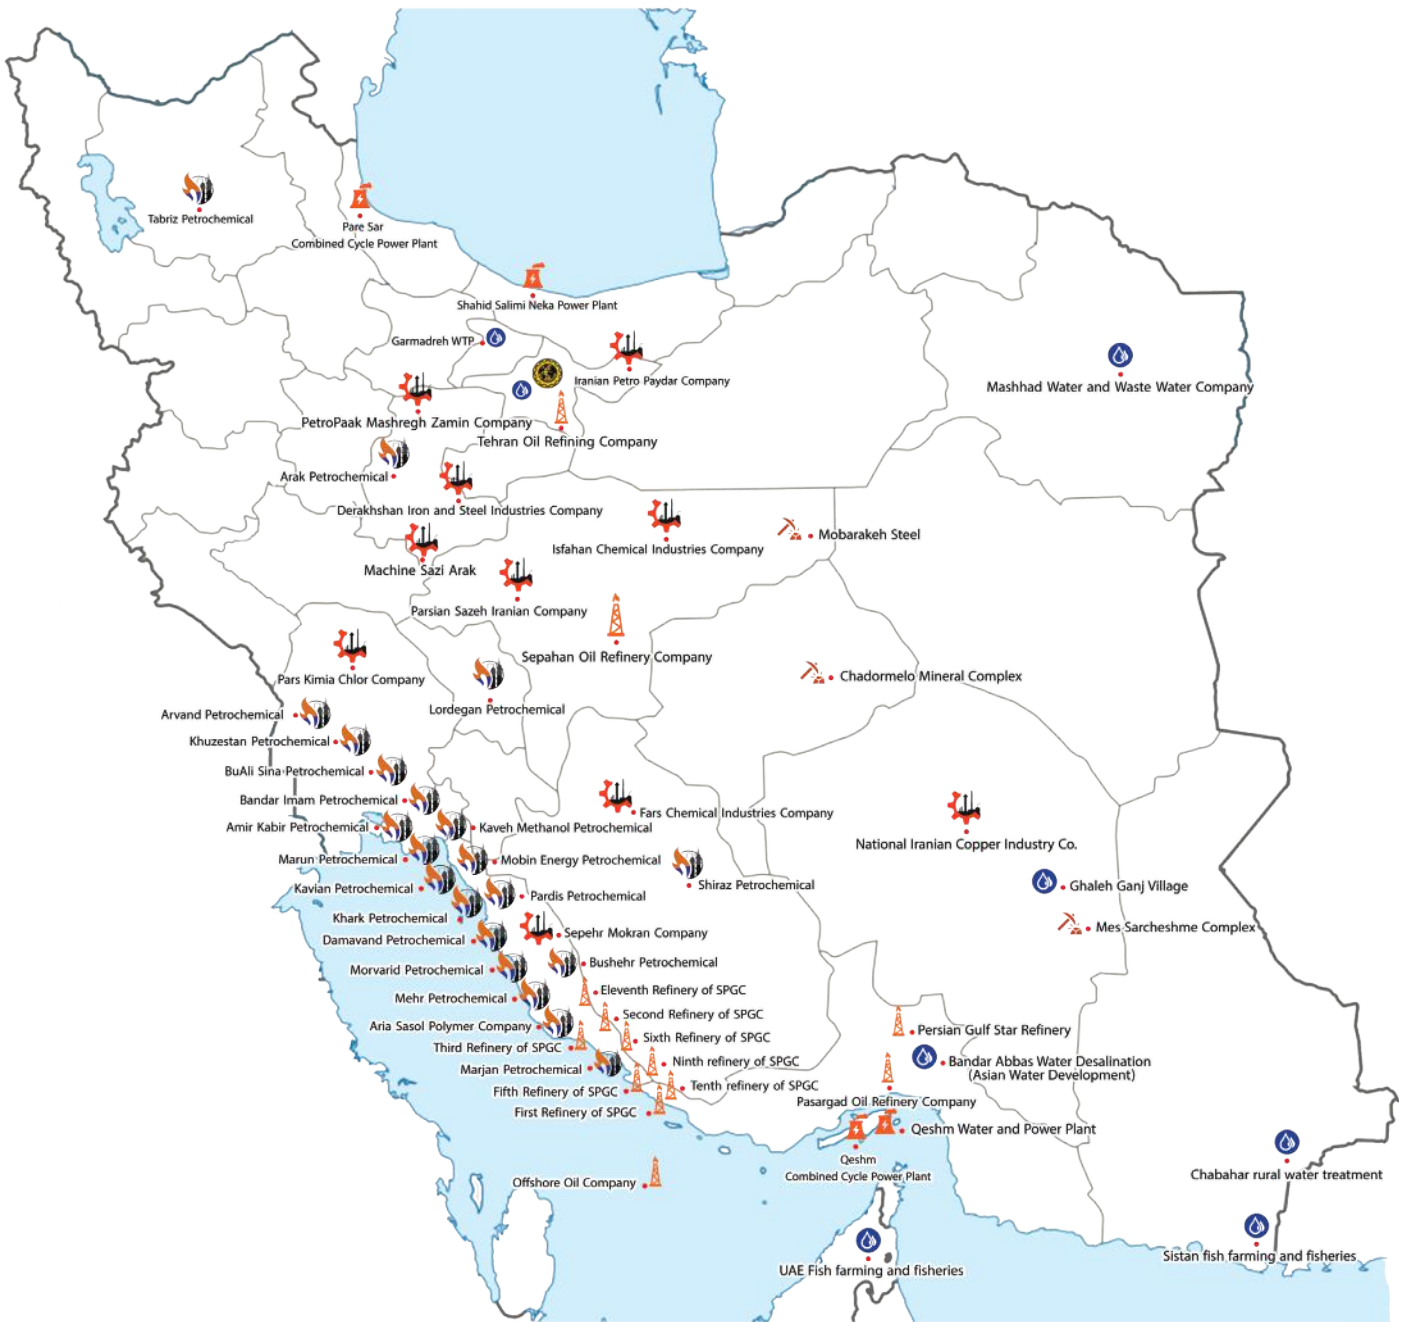 Tabriz Petrochemical
Pare Sar
Combined Cycle Power Plant
Shahid Salimi Neka Power Plant
Garmadreh WTP
Iranian Petro Paydar Company
Mashhad Water and Waste Water Company
PetroPaak Mashregh Zamin Company
Tehran Oil Refining Company
Arak Petrochemical
Derakhshan Iron and Steel Industries Company
Mobarakeh Steel
Isfahan Chemical Industries Company
Machine Sazi Arak
Parsian Sazeh Iranian Company
Sepahan Oil Refinery Company
Chadormelo Mineral Complex
Pars Kimia Chlor Company
Lordegan Petrochemical
Arvand Petrochemical
Khuzestan Petrochemical
BuAli Sina Petrochemical
Bandar Imam Petrochemical
Fars Chemical Industries Company
Amir Kabir Petrochemical
Kaveh Methanol Petrochemical
National Iranian Copper Industry Co.
Marun Petrochemical
Mobin Energy Petrochemical
Shiraz Petrochemical
Ghaleh Ganj Village
Kavian Petrochemical
Pardis Petrochemical
Khark Petrochemical
Mes Sarcheshme Complex
Sepehr Mokran Company
Damavand Petrochemical
Bushehr Petrochemical
Morvarid Petrochemical
Eleventh Refinery of SPGC
Mehr Petrochemical
Second Refinery of SPGC
Aria Sasol Polymer Company
Persian Gulf Star Refinery
Sixth Refinery of SPGC
Third Refinery of SPGC
Ninth refinery of SPGC
Bandar Abbas Water Desalination
(Asian Water Development)
Marjan Petrochemical
Tenth refinery of SPGC
Fifth Refinery of SPGC
Pasargad Oil Refinery Company
First Refinery of SPGC
Qeshm Water and Power Plant
Qeshm
Combined Cycle Power Plant
Chabahar rural water treatment
Offshore Oil Company
Sistan fish farming and fisheries
UAE Fish farming and fisheries